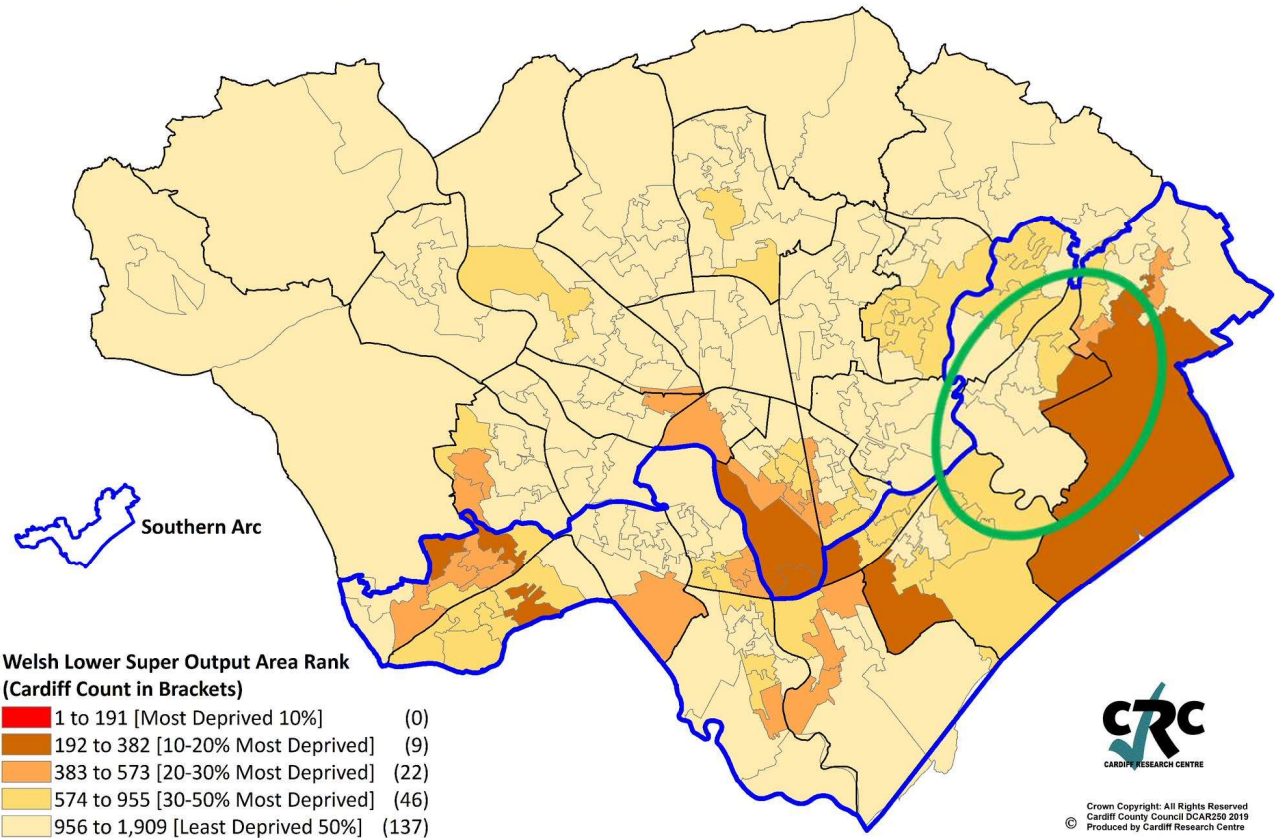 Southern Arc
Welsh Lower Super Output Area Rank
(Cardiff Count in Brackets)
1 to 191 [Most Deprived 10%] (0)
192 to 382 [10-20% Most Deprived] (9)
383 to 573 [20-30% Most Deprived] (22)
574 to 955 [30-50% Most Deprived] (46)
956 to 1,909 [Least Deprived 50%] (137)
CRC
CARDIFF RESEARCH CENTRE
Crown Copyright: All Rights Reserved
© Cardiff County Council DCAR250 2019
Produced by Cardiff Research Centre